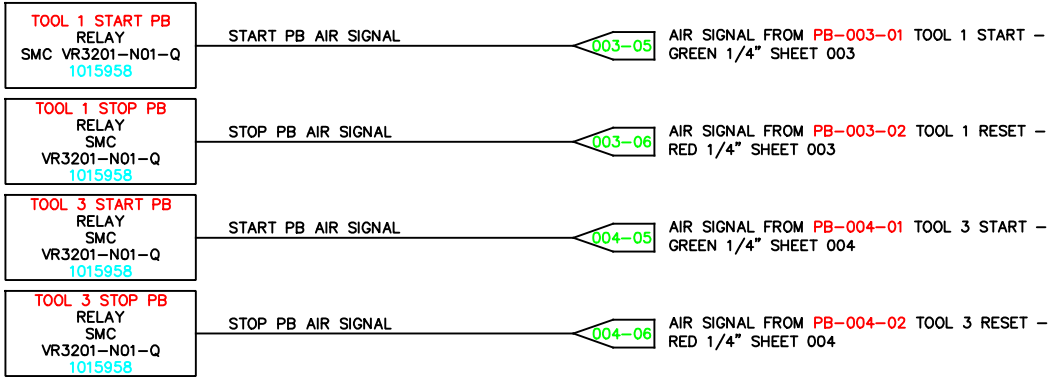 TOOL 1 START PB
RELAY
SMC VR3201-N01-Q
1015958
START PB AIR SIGNAL
003-05
AIR SIGNAL FROM PB-003-01 TOOL 1 START -
GREEN 1/4" SHEET 003
TOOL 1 STOP PB
RELAY
SMC
VR3201-N01-Q
1015958
STOP PB AIR SIGNAL
003-06
AIR SIGNAL FROM PB-003-02 TOOL 1 RESET -
RED 1/4" SHEET 003
TOOL 3 START PB
RELAY
SMC
VR3201-N01-Q
1015958
START PB AIR SIGNAL
004-05
AIR SIGNAL FROM PB-004-01 TOOL 3 START -
GREEN 1/4" SHEET 004
TOOL 3 STOP PB
RELAY
SMC
VR3201-N01-Q
1015958
STOP PB AIR SIGNAL
004-06
AIR SIGNAL FROM PB-004-02 TOOL 3 RESET -
RED 1/4" SHEET 004